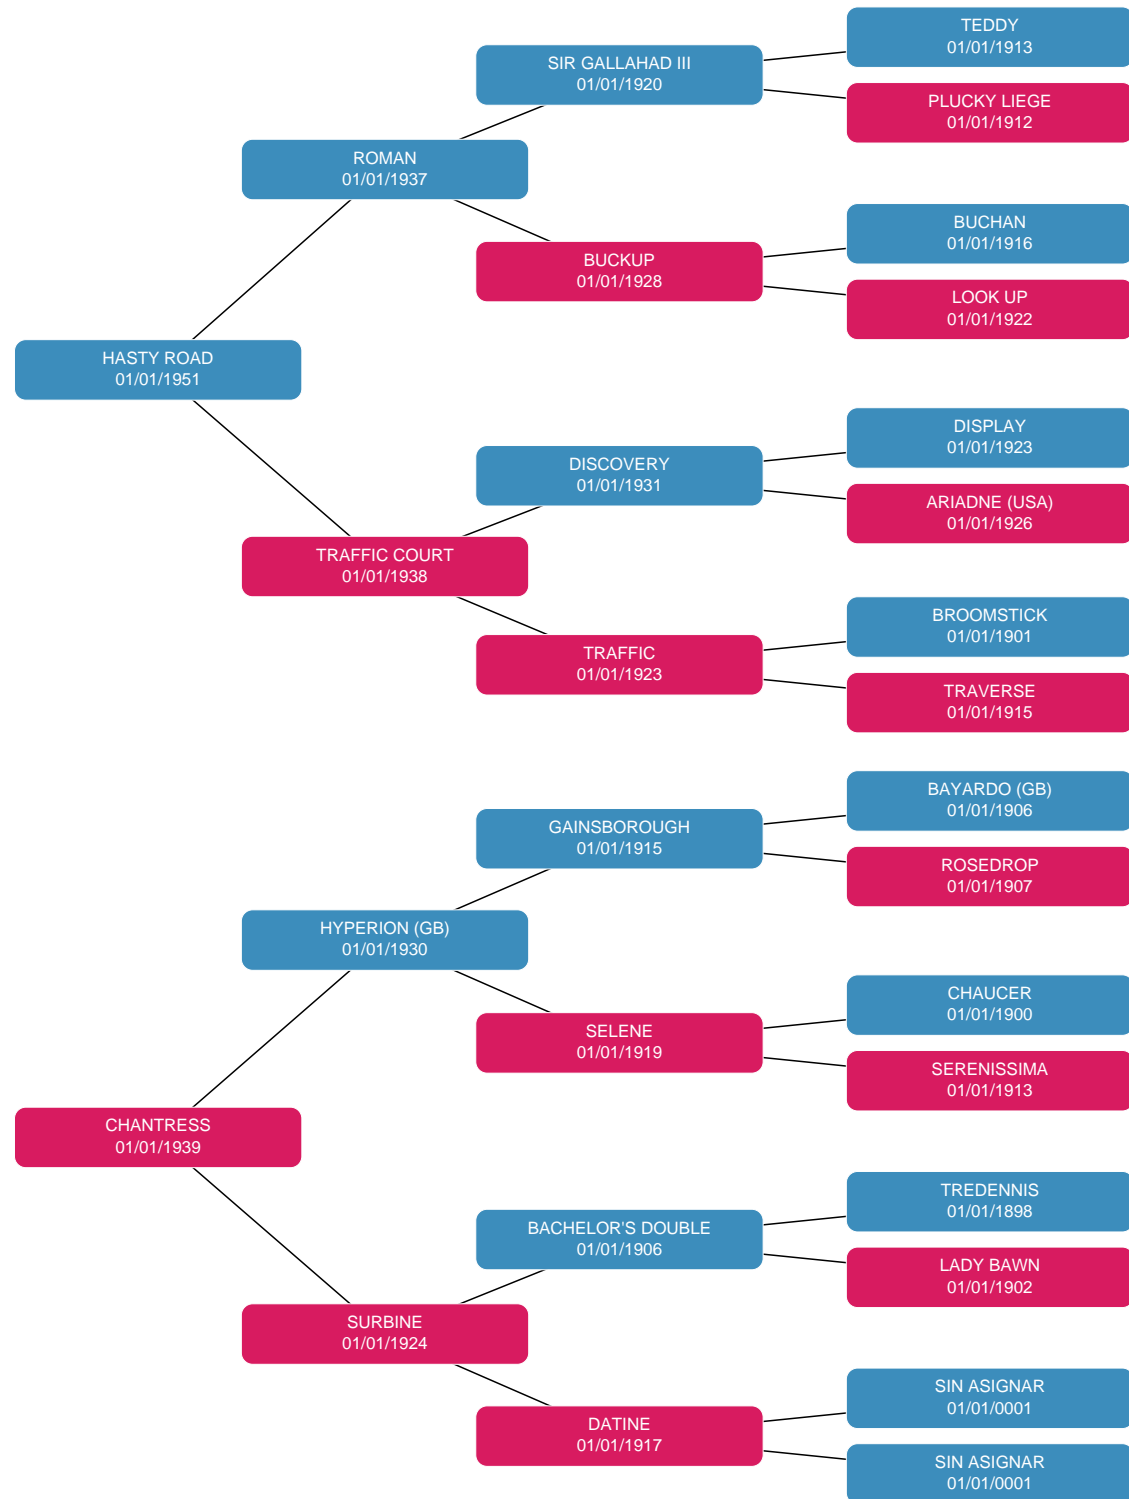 TEDDY
01/01/1913
SIR GALLAHAD III
01/01/1920
PLUCKY LIEGE
01/01/1912
ROMAN
01/01/1937
BUCHAN
01/01/1916
BUCKUP
01/01/1928
LOOK UP
01/01/1922
HASTY ROAD
01/01/1951
DISPLAY
01/01/1923
DISCOVERY
01/01/1931
ARIADNE (USA)
01/01/1926
TRAFFIC COURT
01/01/1938
BROOMSTICK
01/01/1901
TRAFFIC
01/01/1923
TRAVERSE
01/01/1915
BAYARDO (GB)
01/01/1906
GAINSBOROUGH
01/01/1915
ROSEDROP
01/01/1907
HYPERION (GB)
01/01/1930
CHAUCER
01/01/1900
SELENE
01/01/1919
SERENISSIMA
01/01/1913
CHANTRESS
01/01/1939
TREDENNIS
01/01/1898
BACHELOR'S DOUBLE
01/01/1906
LADY BAWN
01/01/1902
SURBINE
01/01/1924
SIN ASIGNAR
01/01/0001
DATINE
01/01/1917
SIN ASIGNAR
01/01/0001